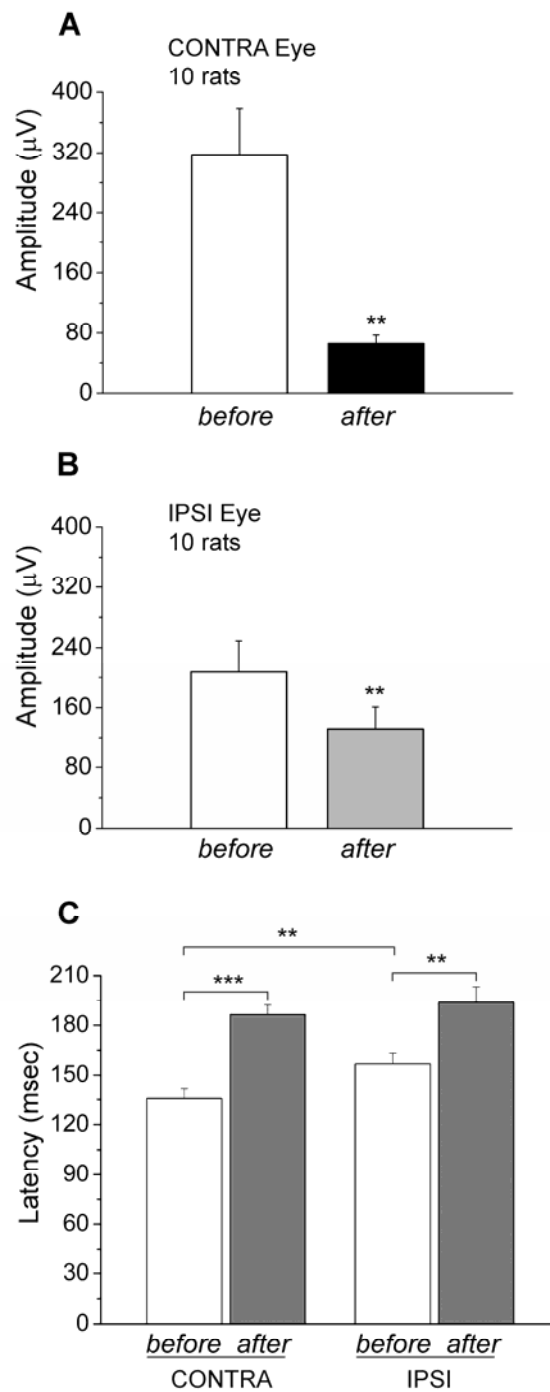 A
CONTRA Eye
10 rats
Amplitude (μV)
400
320
240
160
80
0
**
before after
B
IPSI Eye
10 rats
Amplitude (μV)
400
320
240
160
80
0
**
before after
C
Latency (msec)
210
180
150
120
90
60
30
0
**
*** **
before after before after
CONTRA IPSI